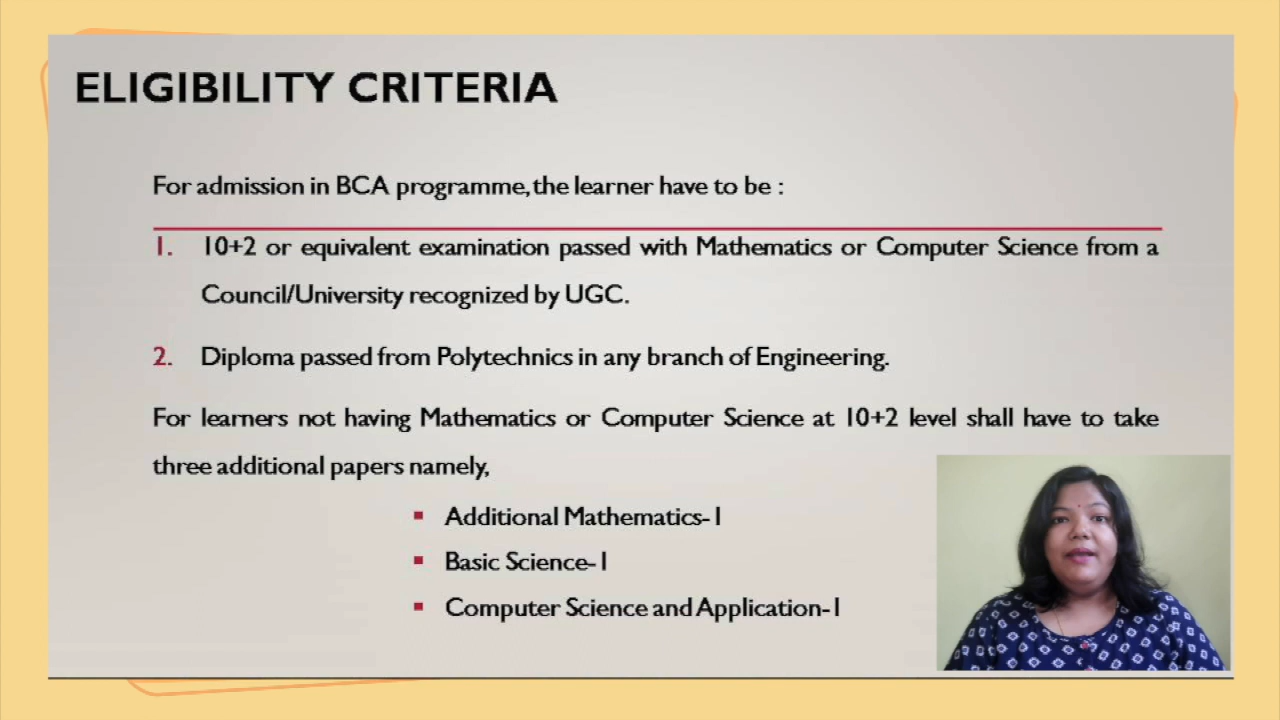 ELIGIBILITY CRITERIA
For admission in BCA programme, the learner have to be :
1. 10+2 or equivalent examination passed with Mathematics or Computer Science from a
Council/University recognized by UGC.
2. Diploma passed from Polytechnics in any branch of Engineering.
For learners not having Mathematics or Computer Science at 10+2 level shall have to take
three additional papers namely,
▪ Additional Mathematics-1
▪ Basic Science-1
▪ Computer Science and Application-1